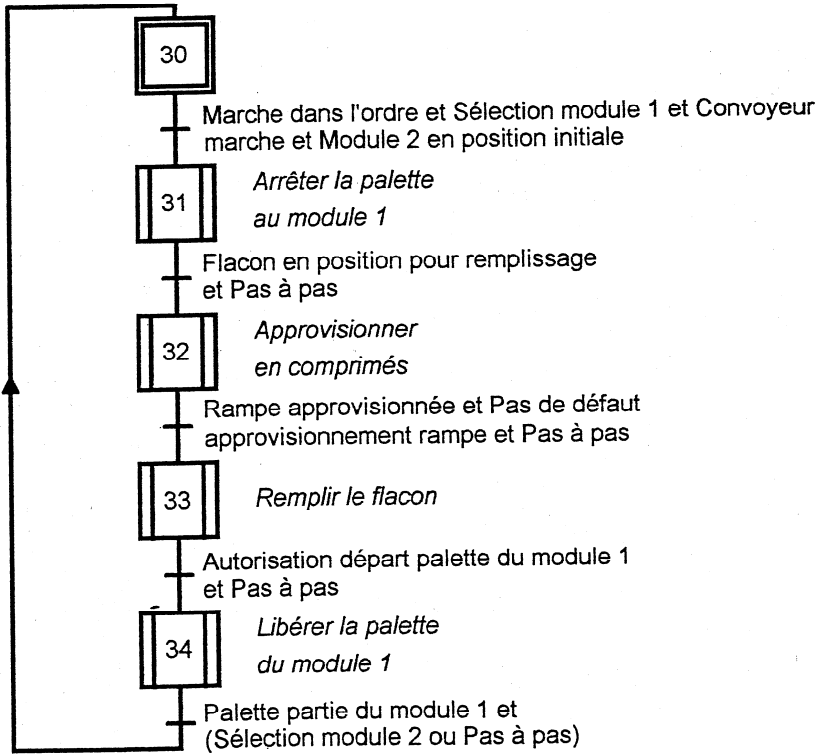 30
Marche dans l'ordre et Sélection module 1 et Convoyeur
marche et Module 2 en position initiale
31
Arrêter la palette
au module 1
Flacon en position pour remplissage
et Pas à pas
32
Approvisionner
en comprimés
Rampe approvisionnée et Pas de défaut
approvisionnement rampe et Pas à pas
33
Remplir le flacon
Autorisation départ palette du module 1
et Pas à pas
34
Libérer la palette
du module 1
Palette partie du module 1 et
(Sélection module 2 ou Pas à pas)